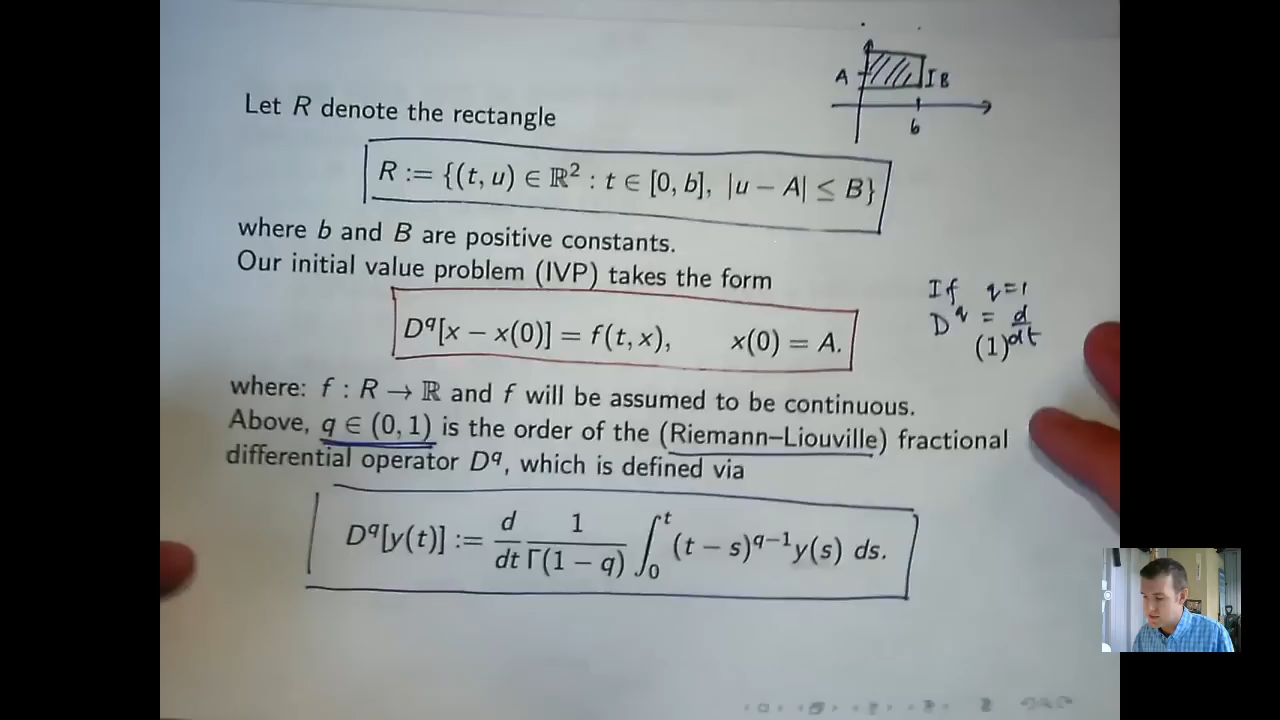 A
B
b
Let R denote the rectangle
R := {(t, u) ∈ ℝ² : t ∈ [0, b], |u − A| ≤ B}
where b and B are positive constants.
Our initial value problem (IVP) takes the form
D^q[x − x(0)] = f(t, x), x(0) = A.
If q=1
D^q = d/dt
(1)
where: f : R → ℝ and f will be assumed to be continuous.
Above, q ∈ (0, 1) is the order of the (Riemann–Liouville) fractional
differential operator D^q, which is defined via
D^q[y(t)] := d/dt 1/Γ(1 − q) ∫_0^t (t − s)^{q−1} y(s) ds.